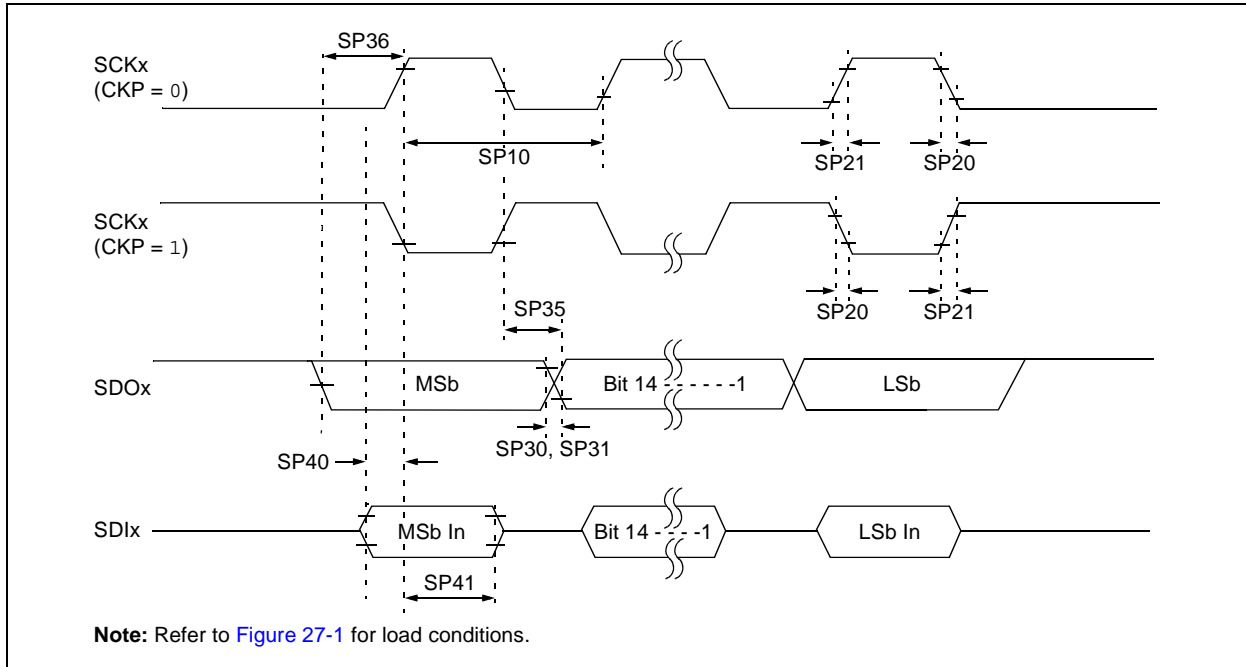 SP36
SCKx
(CKP = 0)
SP10
SP21
SP20
SCKx
(CKP = 1)
SP35
SP20
SP21
SDOx
MSb
Bit 14 - - - - - -1
LSb
SP30, SP31
SP40
SDIx
MSb In
Bit 14 - - - -1
LSb In
SP41
Note: Refer to Figure 27-1 for load conditions.